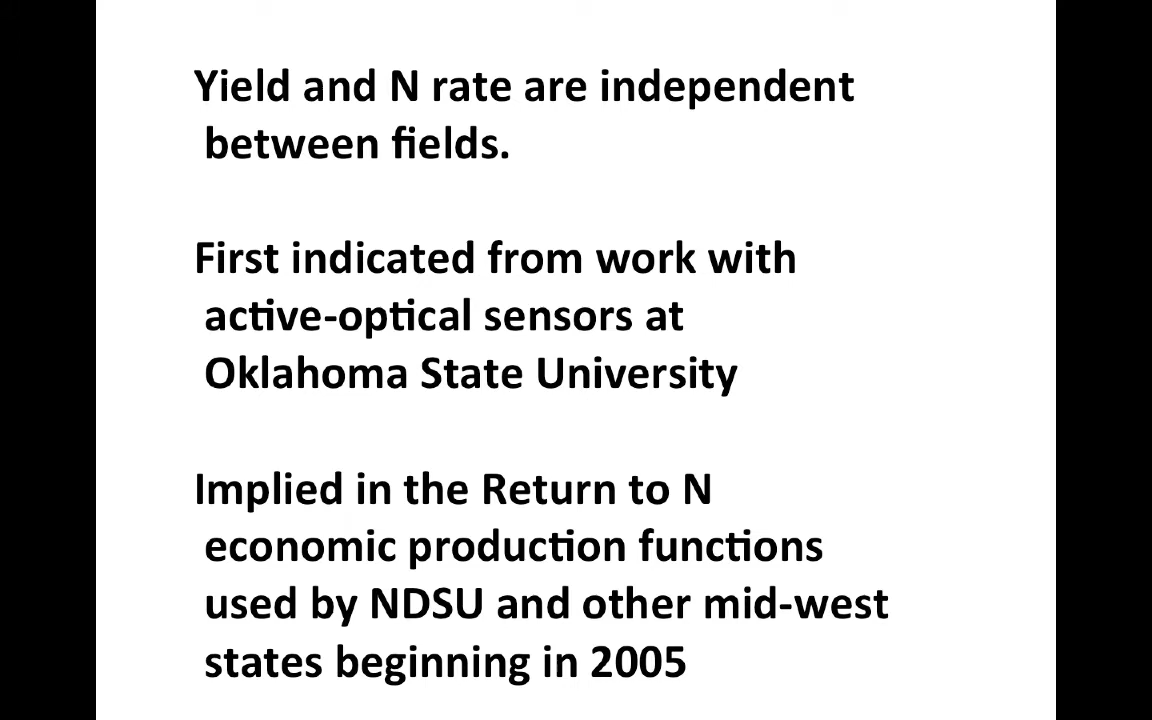 Yield and N rate are independent
between fields.
First indicated from work with
active-optical sensors at
Oklahoma State University
Implied in the Return to N
economic production functions
used by NDSU and other mid-west
states beginning in 2005